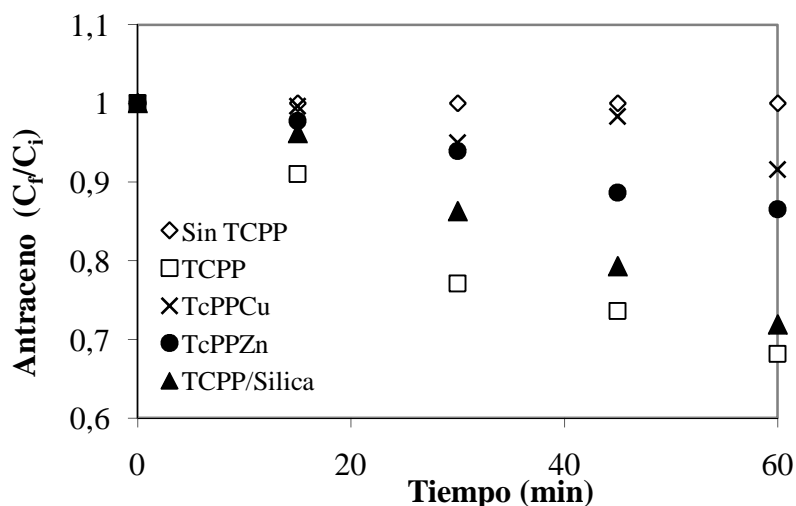 1,1
1
0,9
0,8
0,7
0,6
Antraceno (Cf/Ci)
Sin TCPP
TCPP
TcPPCu
TcPPZn
TCPP/Silica
0 20 40 60
Tiempo (min)